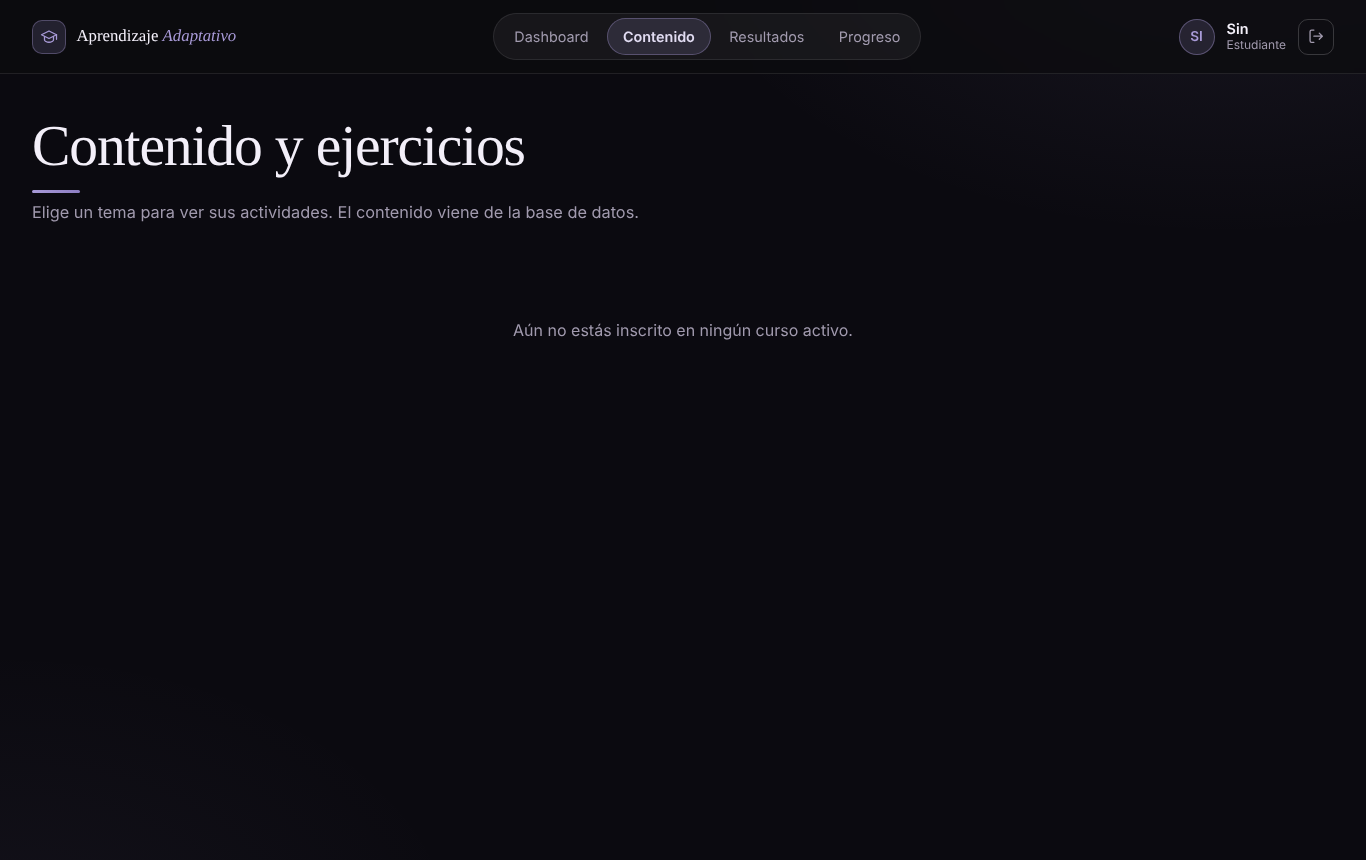 Aprendizaje Adaptativo
Dashboard
Contenido
Resultados
Progreso
SI
Sin
Estudiante
Contenido y ejercicios
Elige un tema para ver sus actividades. El contenido viene de la base de datos.
Aún no estás inscrito en ningún curso activo.